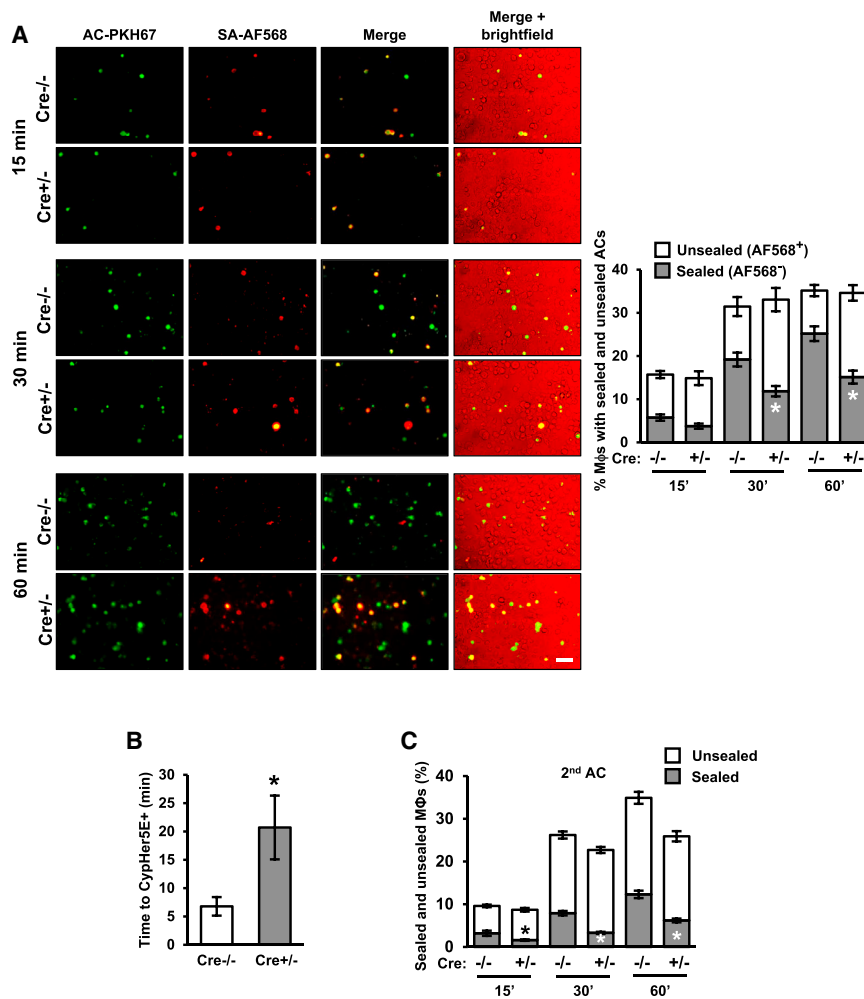 A
AC-PKH67
SA-AF568
Merge
Merge +
brightfield
15 min
Cre-/-
Cre+/-
30 min
Cre-/-
Cre+/-
60 min
Cre-/-
Cre+/-
% Mϕs with sealed and unsealed ACs
Unsealed (AF568⁺)
Sealed (AF568⁻)
40
30
20
10
0
*
*
Cre: -/- +/- -/- +/- -/- +/-
15’ 30’ 60’
B
Time to CypHer5E+ (min)
30
25
20
15
10
5
0
*
Cre-/- Cre+/-
C
Sealed and unsealed MΦs (%)
2ⁿᵈ AC
Unsealed
Sealed
40
30
20
10
0
*
*
*
Cre: -/- +/- -/- +/- -/- +/-
15’ 30’ 60’